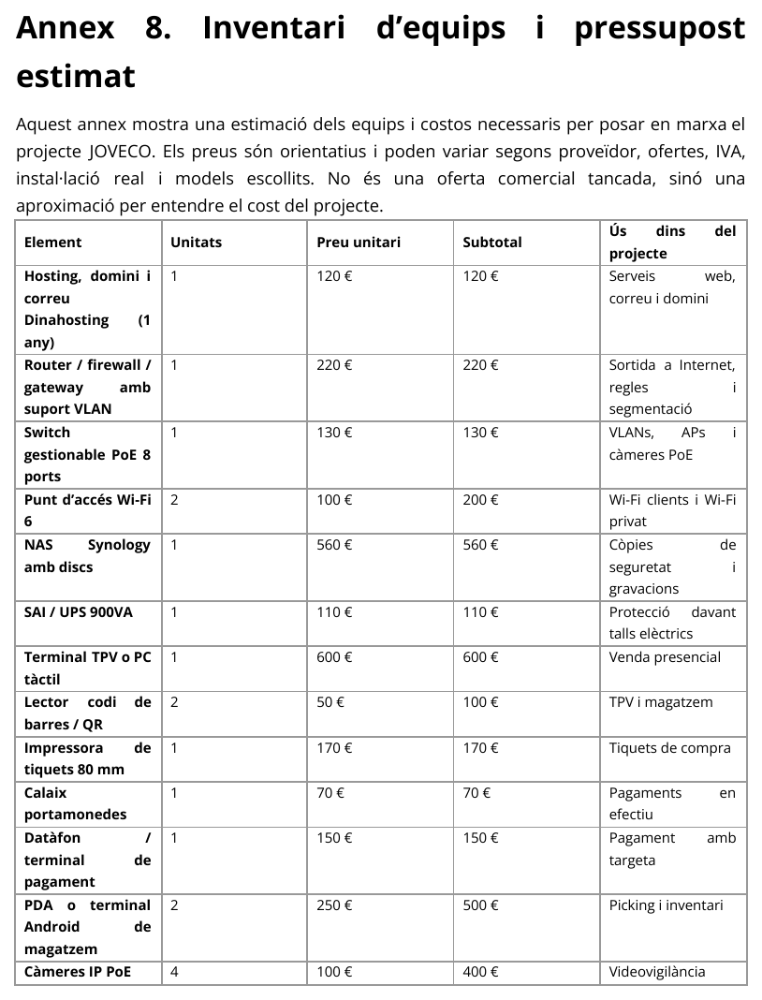 Annex 8. Inventari d’equips i pressupost
estimat
Aquest annex mostra una estimació dels equips i costos necessaris per posar en marxa el
projecte JOVECO. Els preus són orientatius i poden variar segons proveïdor, ofertes, IVA,
instal·lació real i models escollits. No és una oferta comercial tancada, sinó una
aproximació per entendre el cost del projecte.
Element
Unitats
Preu unitari
Subtotal
Ús dins del
projecte
Hosting, domini i
correu
Dinahosting (1
any)
1
120 €
120 €
Serveis web,
correu i domini
Router / firewall /
gateway amb
suport VLAN
1
220 €
220 €
Sortida a Internet,
regles i
segmentació
Switch
gestionable PoE 8
ports
1
130 €
130 €
VLANs, APs i
càmeres PoE
Punt d’accés Wi-Fi
6
2
100 €
200 €
Wi-Fi clients i Wi-Fi
privat
NAS Synology
amb discs
1
560 €
560 €
Còpies de
seguretat i
gravacions
SAI / UPS 900VA
1
110 €
110 €
Protecció davant
talls elèctrics
Terminal TPV o PC
tàctil
1
600 €
600 €
Venda presencial
Lector codi de
barres / QR
2
50 €
100 €
TPV i magatzem
Impressora de
tiquets 80 mm
1
170 €
170 €
Tiquets de compra
Calaix
portamonedes
1
70 €
70 €
Pagaments en
efectiu
Datàfon /
terminal de
pagament
1
150 €
150 €
Pagament amb
targeta
PDA o terminal
Android de
magatzem
2
250 €
500 €
Picking i inventari
Càmeres IP PoE
4
100 €
400 €
Videovigilància